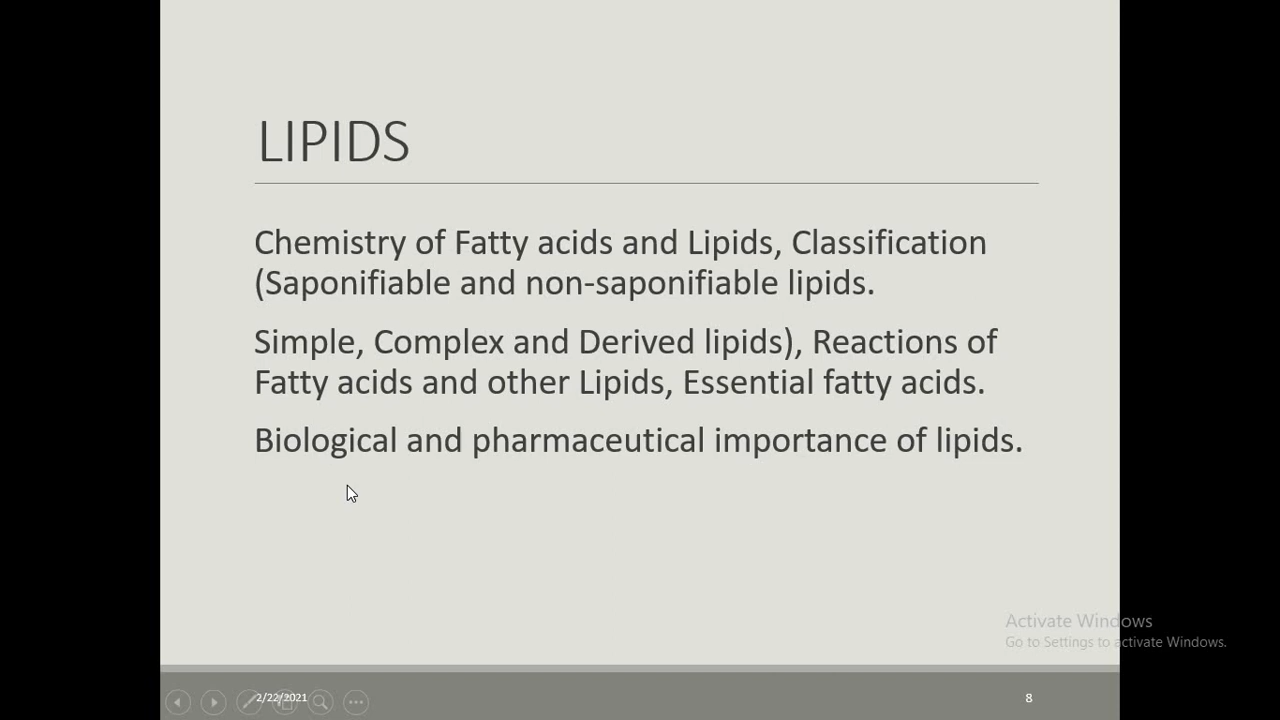 LIPIDS
Chemistry of Fatty acids and Lipids, Classification
(Saponifiable and non-saponifiable lipids.
Simple, Complex and Derived lipids), Reactions of
Fatty acids and other Lipids, Essential fatty acids.
Biological and pharmaceutical importance of lipids.
Activate Windows
Go to Settings to activate Windows.
2/22/2021
8